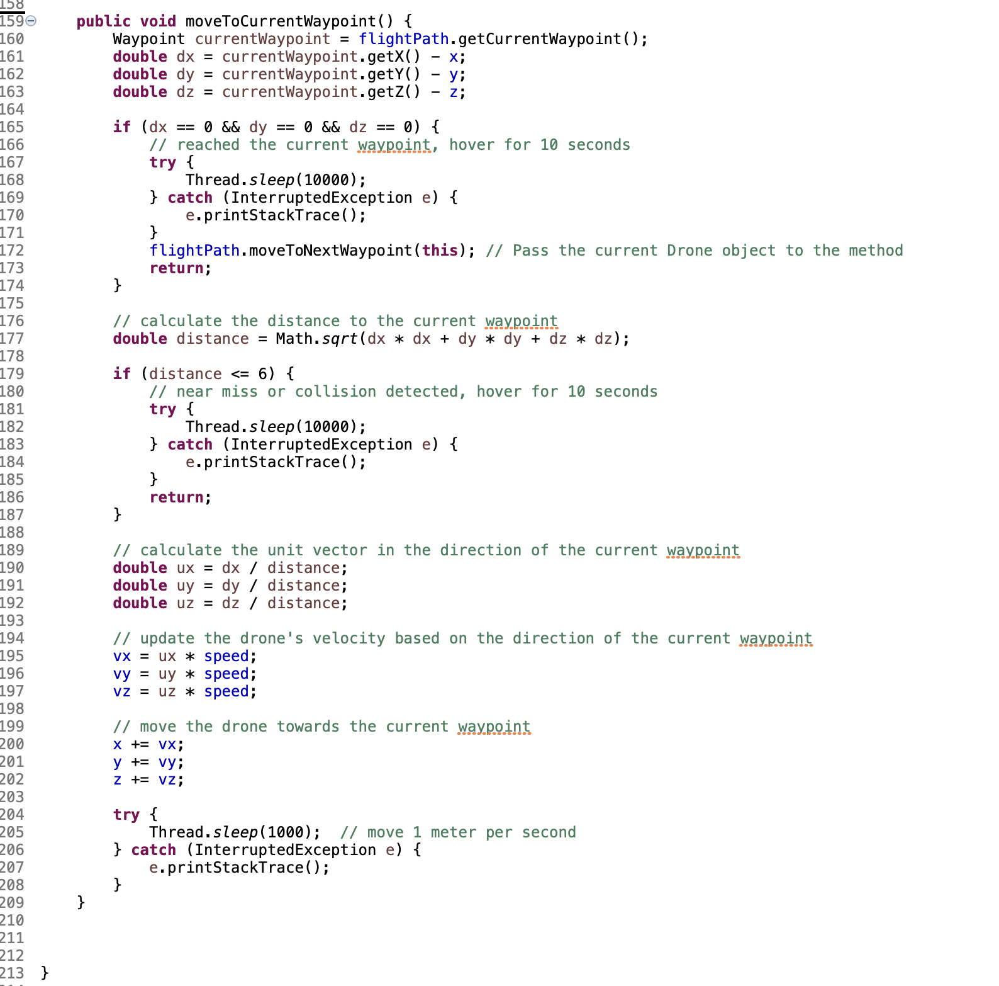 158
159 public void moveToCurrentWaypoint() {
160 Waypoint currentWaypoint = flightPath.getCurrentWaypoint();
161 double dx = currentWaypoint.getX() - x;
162 double dy = currentWaypoint.getY() - y;
163 double dz = currentWaypoint.getZ() - z;
164
165 if (dx == 0 && dy == 0 && dz == 0) {
166 // reached the current waypoint, hover for 10 seconds
167 try {
168 Thread.sleep(10000);
169 } catch (InterruptedException e) {
170 e.printStackTrace();
171 }
172 flightPath.moveToNextWaypoint(this); // Pass the current Drone object to the method
173 return;
174 }
175
176 // calculate the distance to the current waypoint
177 double distance = Math.sqrt(dx * dx + dy * dy + dz * dz);
178
179 if (distance <= 6) {
180 // near miss or collision detected, hover for 10 seconds
181 try {
182 Thread.sleep(10000);
183 } catch (InterruptedException e) {
184 e.printStackTrace();
185 }
186 return;
187 }
188
189 // calculate the unit vector in the direction of the current waypoint
190 double ux = dx / distance;
191 double uy = dy / distance;
192 double uz = dz / distance;
193
194 // update the drone's velocity based on the direction of the current waypoint
195 vx = ux * speed;
196 vy = uy * speed;
197 vz = uz * speed;
198
199 // move the drone towards the current waypoint
200 x += vx;
201 y += vy;
202 z += vz;
203
204 try {
205 Thread.sleep(1000); // move 1 meter per second
206 } catch (InterruptedException e) {
207 e.printStackTrace();
208 }
209 }
210
211
212
213 }